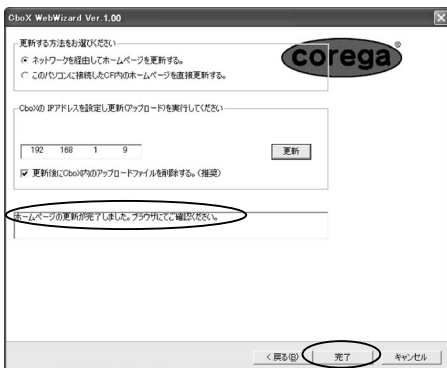 CboX WebWizard Ver.1.00
更新する方法をお選びください
ネットワークを経由してホームページを更新する。
このパソコンに接続したCF内のホームページを直接更新する。
corega®
CboXの IPアドレスを設定し更新(アップロード)を実行してください
192 168 1 9
更新
更新後にCboX内のアップロードファイルを削除する。(推奨)
ホームページの更新が完了しました。ブラウザにてご確認ください。
< 戻る(B)
完了
キャンセル